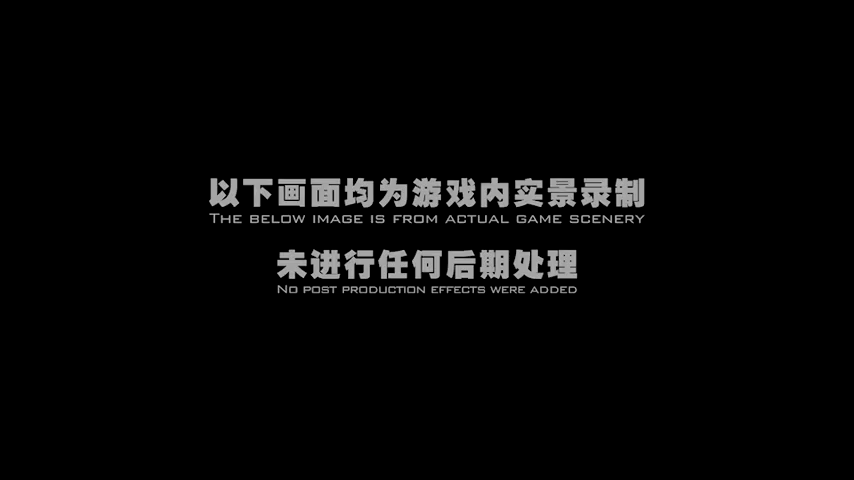 以下画面均为游戏内实景录制
THE BELOW IMAGE IS FROM ACTUAL GAME SCENERY
未进行任何后期处理
NO POST PRODUCTION EFFECTS WERE ADDED